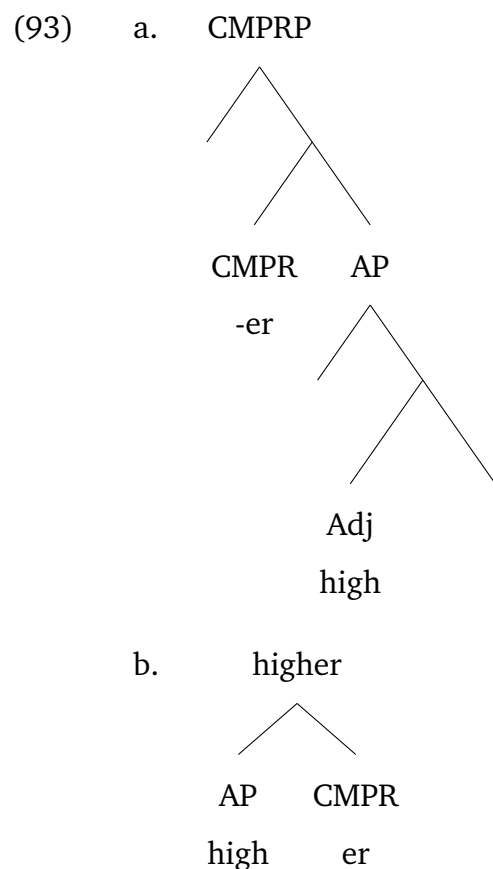 (93) a. CMPRP
CMPR AP
-er
Adj
high
b. higher
AP CMPR
high er